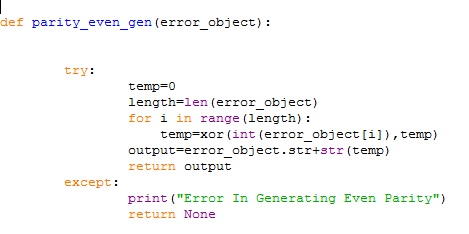 def parity_even_gen(error_object):
try:
temp=0
length=len(error_object)
for i in range(length):
temp=xor(int(error_object[i]),temp)
output=error_object.str+str(temp)
return output
except:
print("Error In Generating Even Parity")
return None